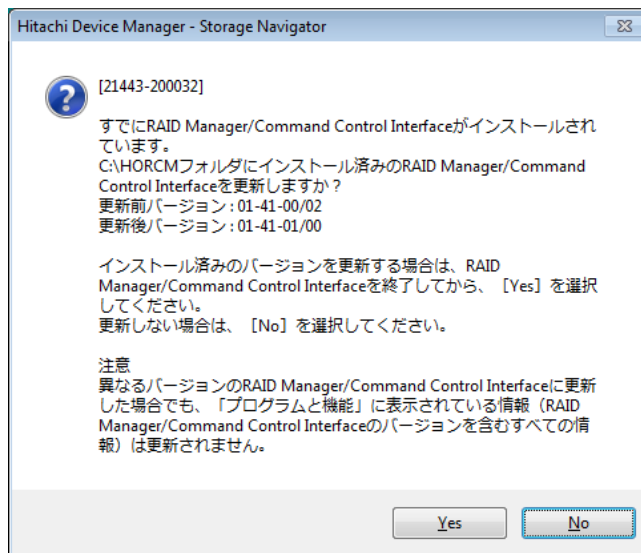 Hitachi Device Manager - Storage Navigator
[21443-200032]
すでにRAID Manager/Command Control Interfaceがインストールされ
ています。
C:\HORCMフォルダにインストール済みのRAID Manager/Command
Control Interfaceを更新しますか？
更新前バージョン : 01-41-00/02
更新後バージョン : 01-41-01/00
インストール済みのバージョンを更新する場合は、RAID
Manager/Command Control Interfaceを終了してから、［Yes］を選択
してください。
更新しない場合は、［No］を選択してください。
注意
異なるバージョンのRAID Manager/Command Control Interfaceに更新
した場合でも、「プログラムと機能」に表示されている情報（RAID
Manager/Command Control Interfaceのバージョンを含むすべての情
報）は更新されません。
Yes
No